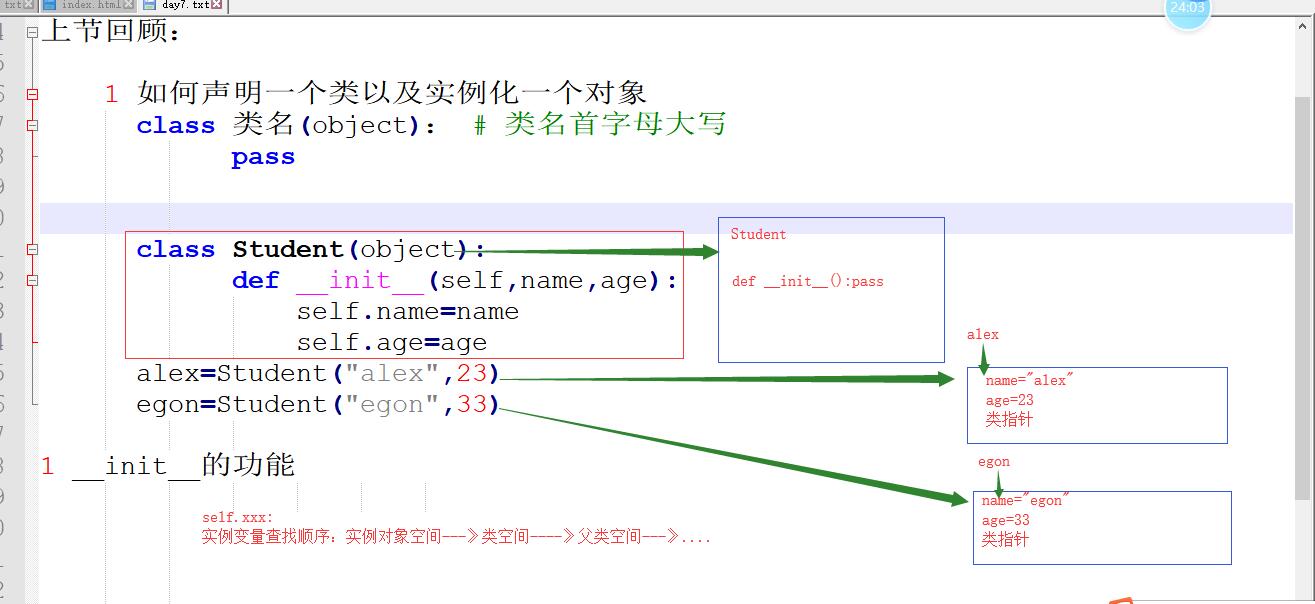 txt
index.html
day7.txt
24:03
上节回顾:
1 如何声明一个类以及实例化一个对象
class 类名(object): # 类名首字母大写
pass
class Student(object):
def __init__(self,name,age):
self.name=name
self.age=age
alex=Student("alex",23)
egon=Student("egon",33)
Student
def __init__():pass
alex
name="alex"
age=23
类指针
egon
name="egon"
age=33
类指针
1 __init__的功能
self.xxx:
实例变量查找顺序: 实例对象空间---》类空间----》父类空间---》....